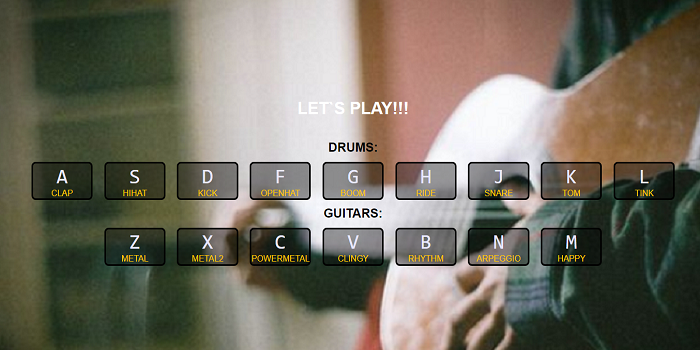 LET'S PLAY!!!
DRUMS:
A S D F G H J K L
CLAP HIHAT KICK OPENHAT BOOM RIDE SNARE TOM TINK
GUITARS:
Z X C V B N M
METAL METAL2 POWERMETAL CLINGY RHYTHM ARPEGGIO HAPPY